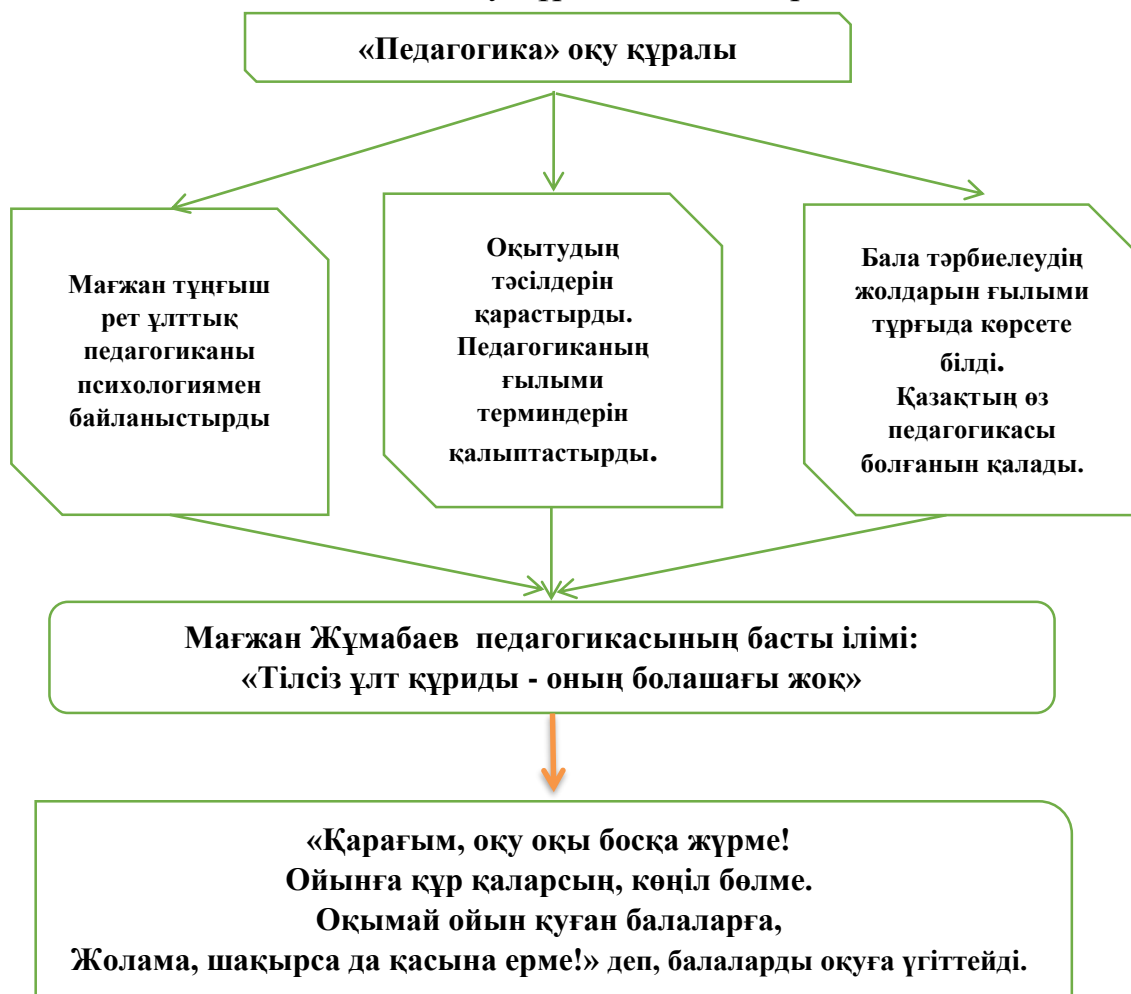 «Педагогика» оқу құралы
Мағжан тұңғыш
рет ұлттық
педагогиканы
психологиямен
байланыстырды
Оқытудың
тәсілдерін
қарастырды.
Педагогиканың
ғылыми
терминдерін
қалыптастырды.
Бала тәрбиелеудің
жолдарын ғылыми
тұрғыда көрсете
білді.
Қазақтың өз
педагогикасы
болғанын қалады.
Мағжан Жұмабаев педагогикасының басты ілімі:
«Тілсіз ұлт құриды - оның болашағы жоқ»
«Қарағым, оқу оқы босқа жүрме!
Ойынға құр қаларсың, көңіл бөлме.
Оқымай ойын қуған балаларға,
Жолама, шақырса да қасына ерме!» деп, балаларды оқуға үгіттейді.